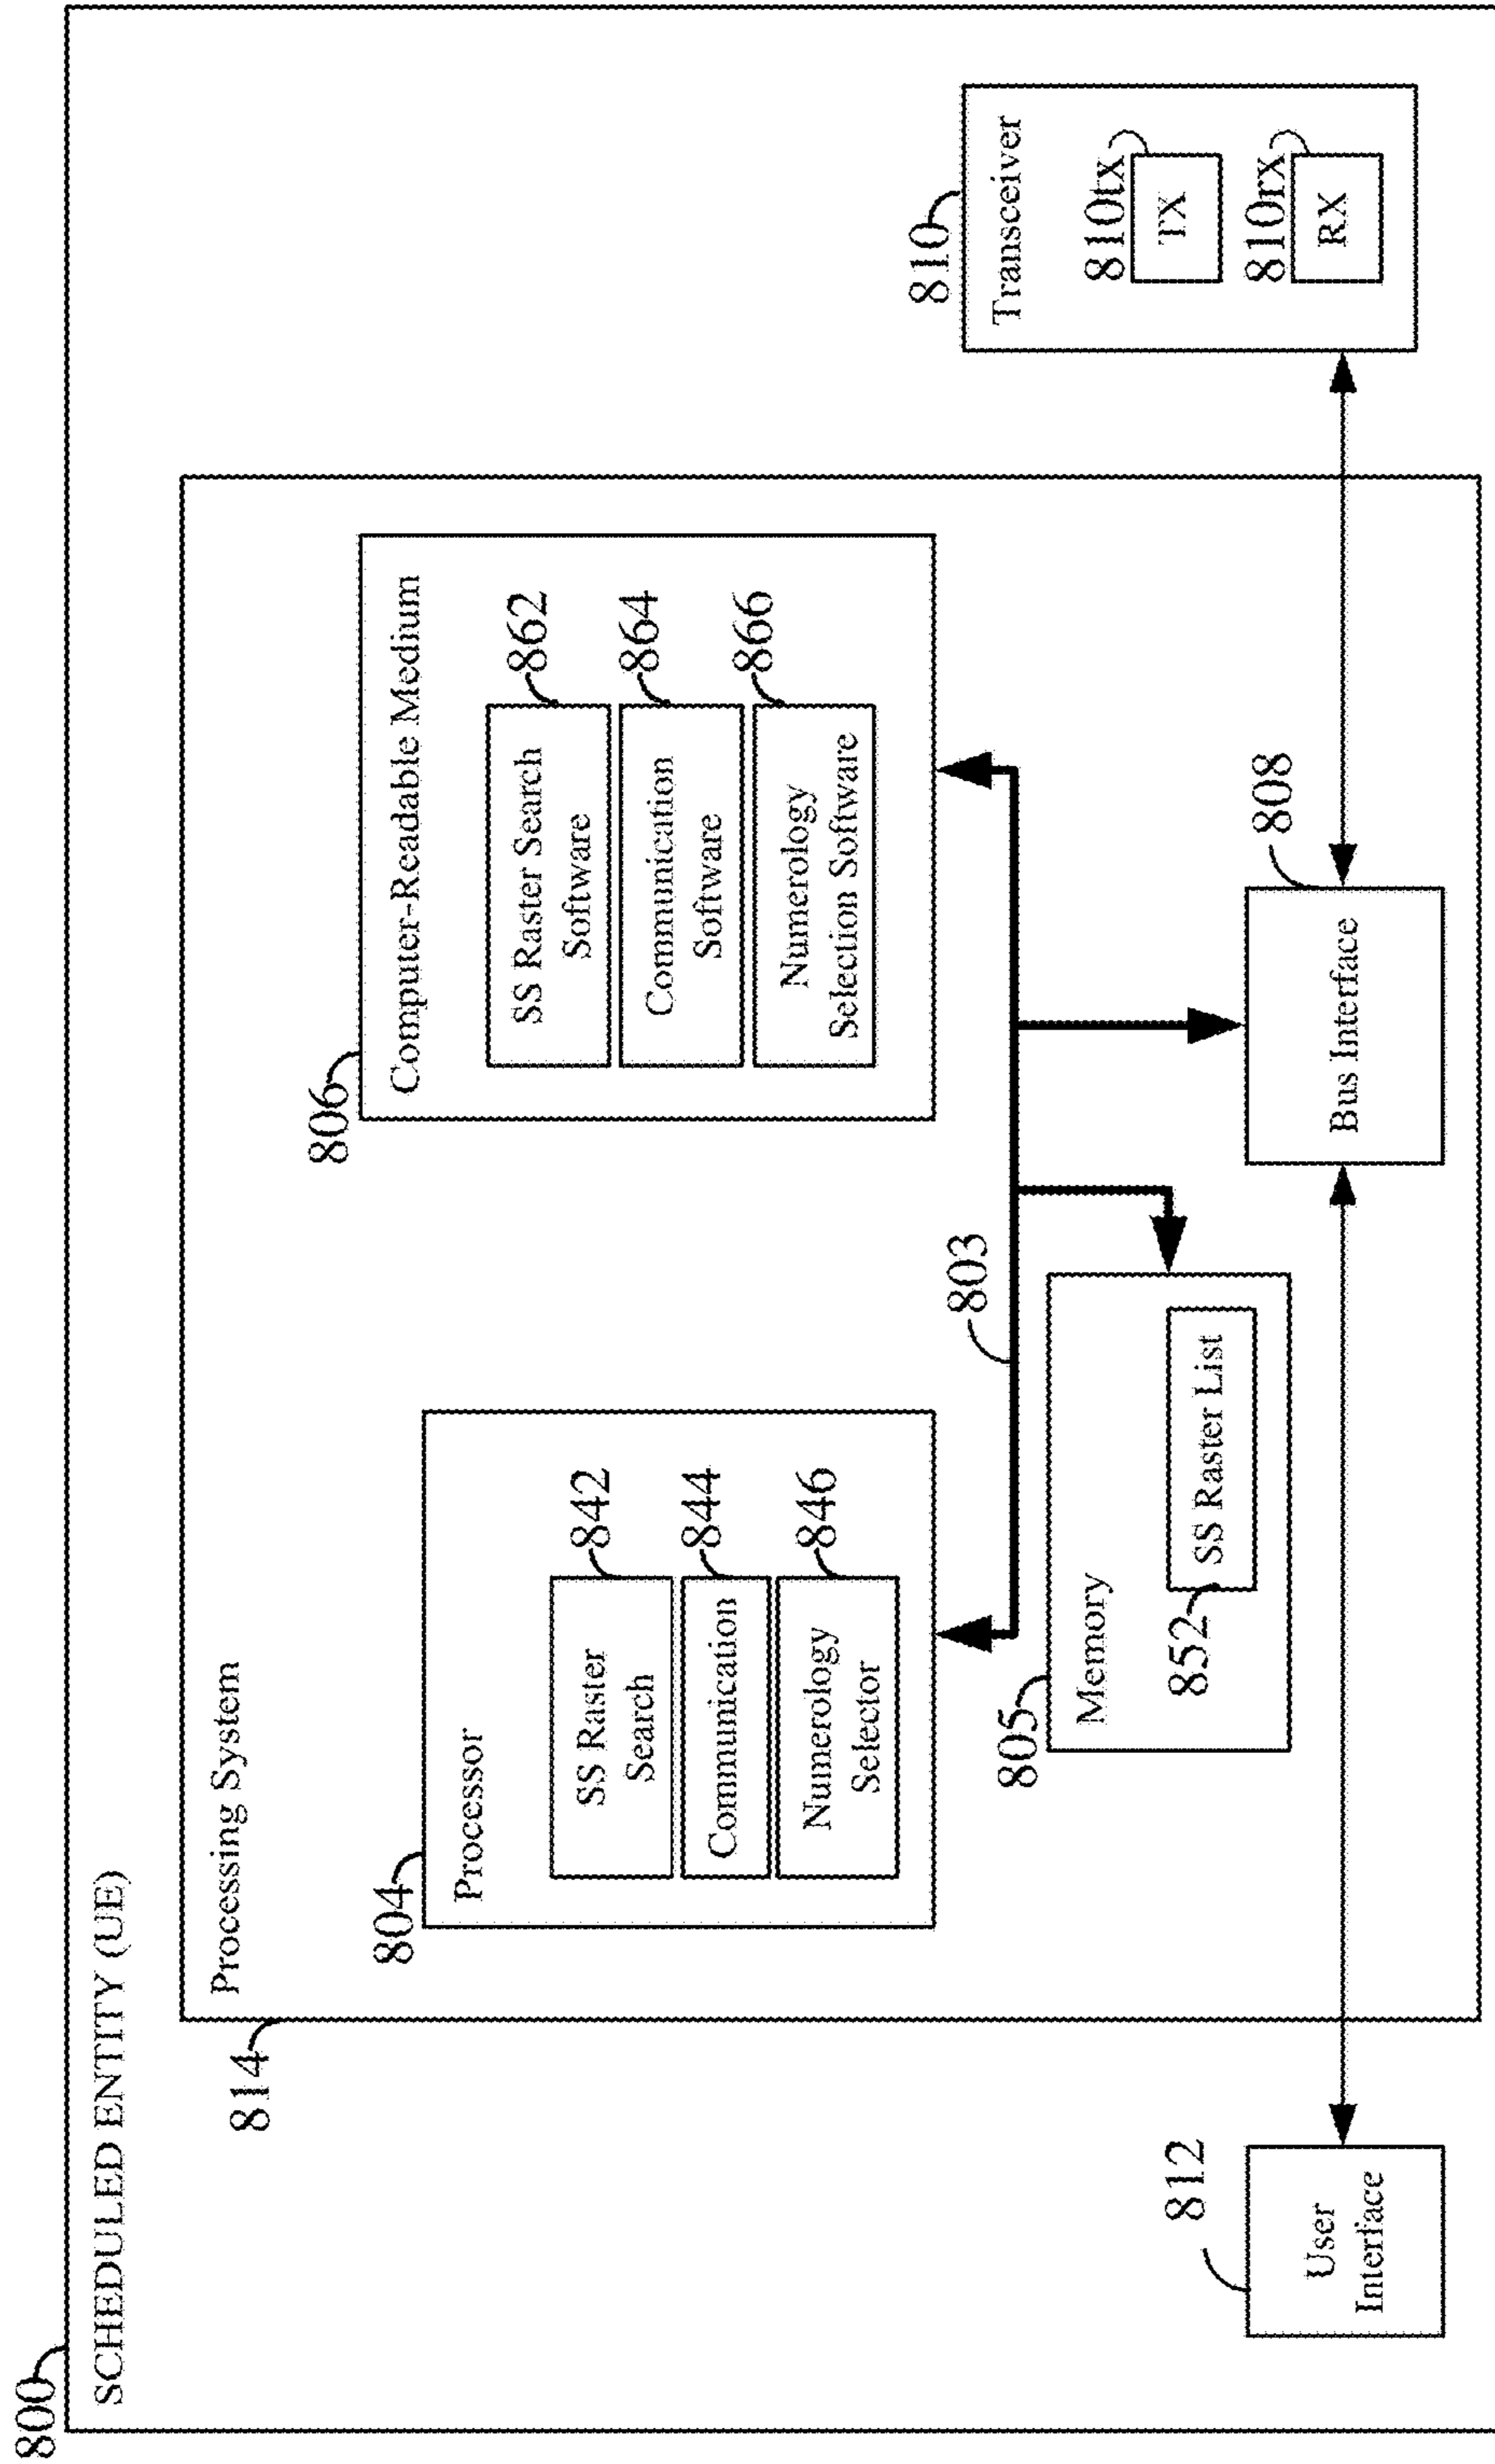 800
SCHEDULED ENTITY (UE)
814
Processing System
804
Processor
SS Raster
Search
842
Communication
844
Numerology
Selector
846
806
Computer-Readable Medium
SS Raster Search
Software
862
Communication
Software
864
Numerology
Selection Software
866
803
805
Memory
852
SS Raster List
808
Bus Interface
812
User
Interface
810
Transceiver
810tx
TX
810rx
RX